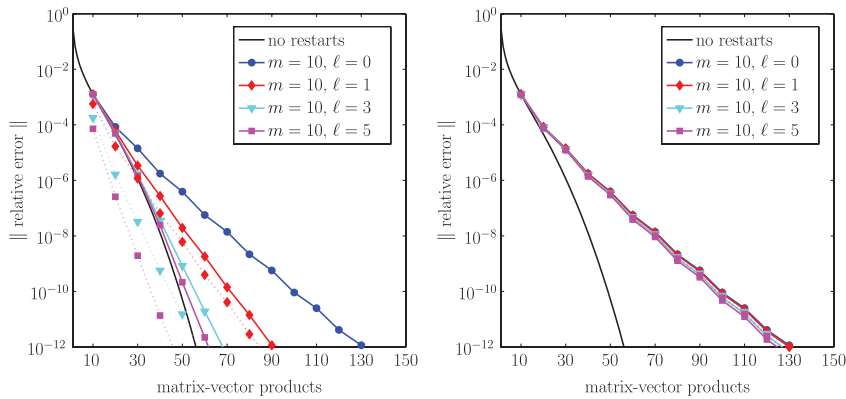 10^0
10^−2
10^−4
10^−6
10^−8
10^−10
10^−12
|| relative error ||
10 30 50 70 90 110 130 150
matrix-vector products
no restarts
m = 10, ℓ = 0
m = 10, ℓ = 1
m = 10, ℓ = 3
m = 10, ℓ = 5
10^0
10^−2
10^−4
10^−6
10^−8
10^−10
10^−12
|| relative error ||
10 30 50 70 90 110 130 150
matrix-vector products
no restarts
m = 10, ℓ = 0
m = 10, ℓ = 1
m = 10, ℓ = 3
m = 10, ℓ = 5